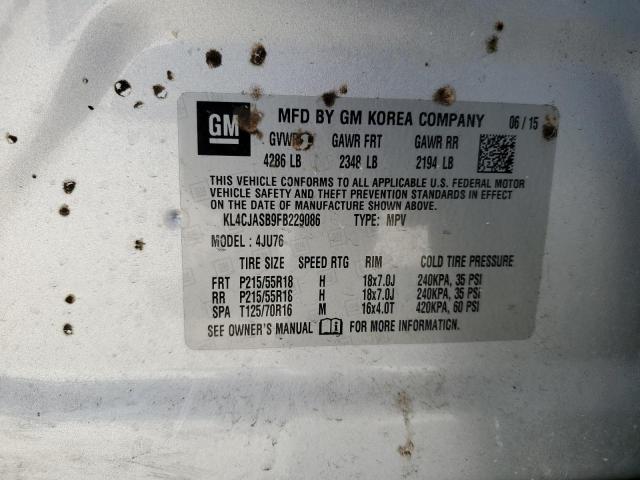 GM
MFD BY GM KOREA COMPANY 06/15
GVWR GAWR FRT GAWR RR
4286 LB 2348 LB 2194 LB
THIS VEHICLE CONFORMS TO ALL APPLICABLE U.S. FEDERAL MOTOR
VEHICLE SAFETY AND THEFT PREVENTION STANDARDS IN EFFECT
ON THE DATE OF MANUFACTURE SHOWN ABOVE.
KL4CJASB9FB229086 TYPE: MPV
MODEL: 4JU76
TIRE SIZE SPEED RTG RIM COLD TIRE PRESSURE
FRT P215/55R18 H 18x7.0J 240KPA, 35 PSI
RR P215/55R18 H 18x7.0J 240KPA, 35 PSI
SPA T125/70R16 M 16x4.0T 420KPA, 60 PSI
SEE OWNER'S MANUAL FOR MORE INFORMATION.